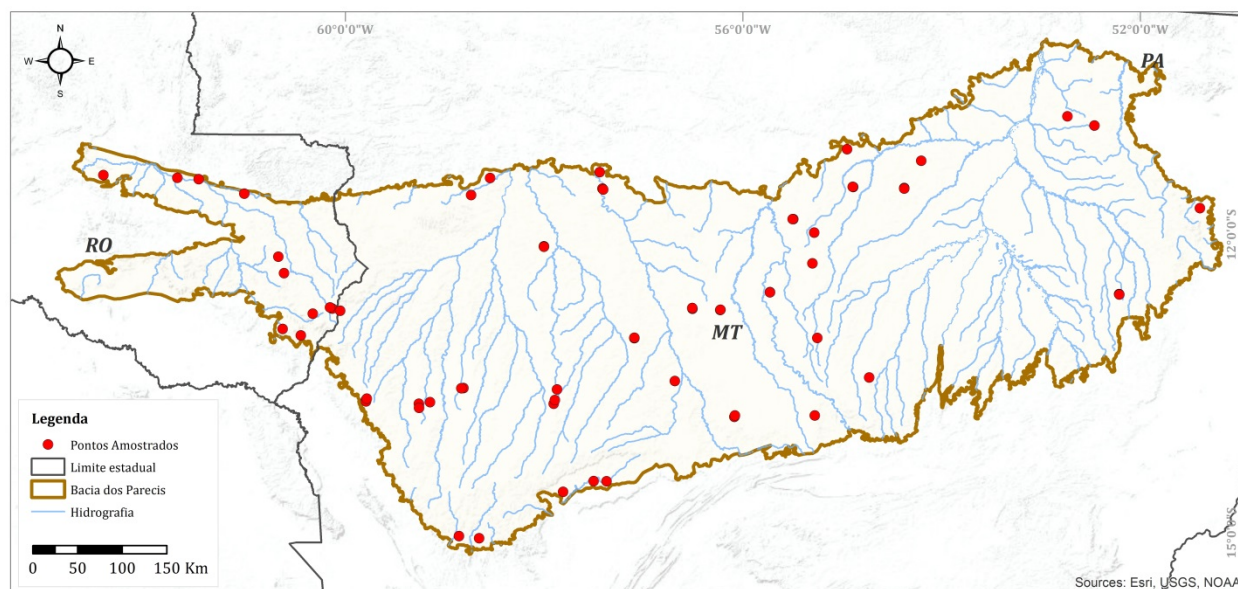 60°0'0"W
56°0'0"W
52°0'0"W
N
W
E
S
PA
RO
12°0'0"S
MT
Legenda
Pontos Amostrados
Limite estadual
Bacia dos Parecis
Hidrografia
0 50 100 150 Km
15°0'0"S
Sources: Esri, USGS, NOAA